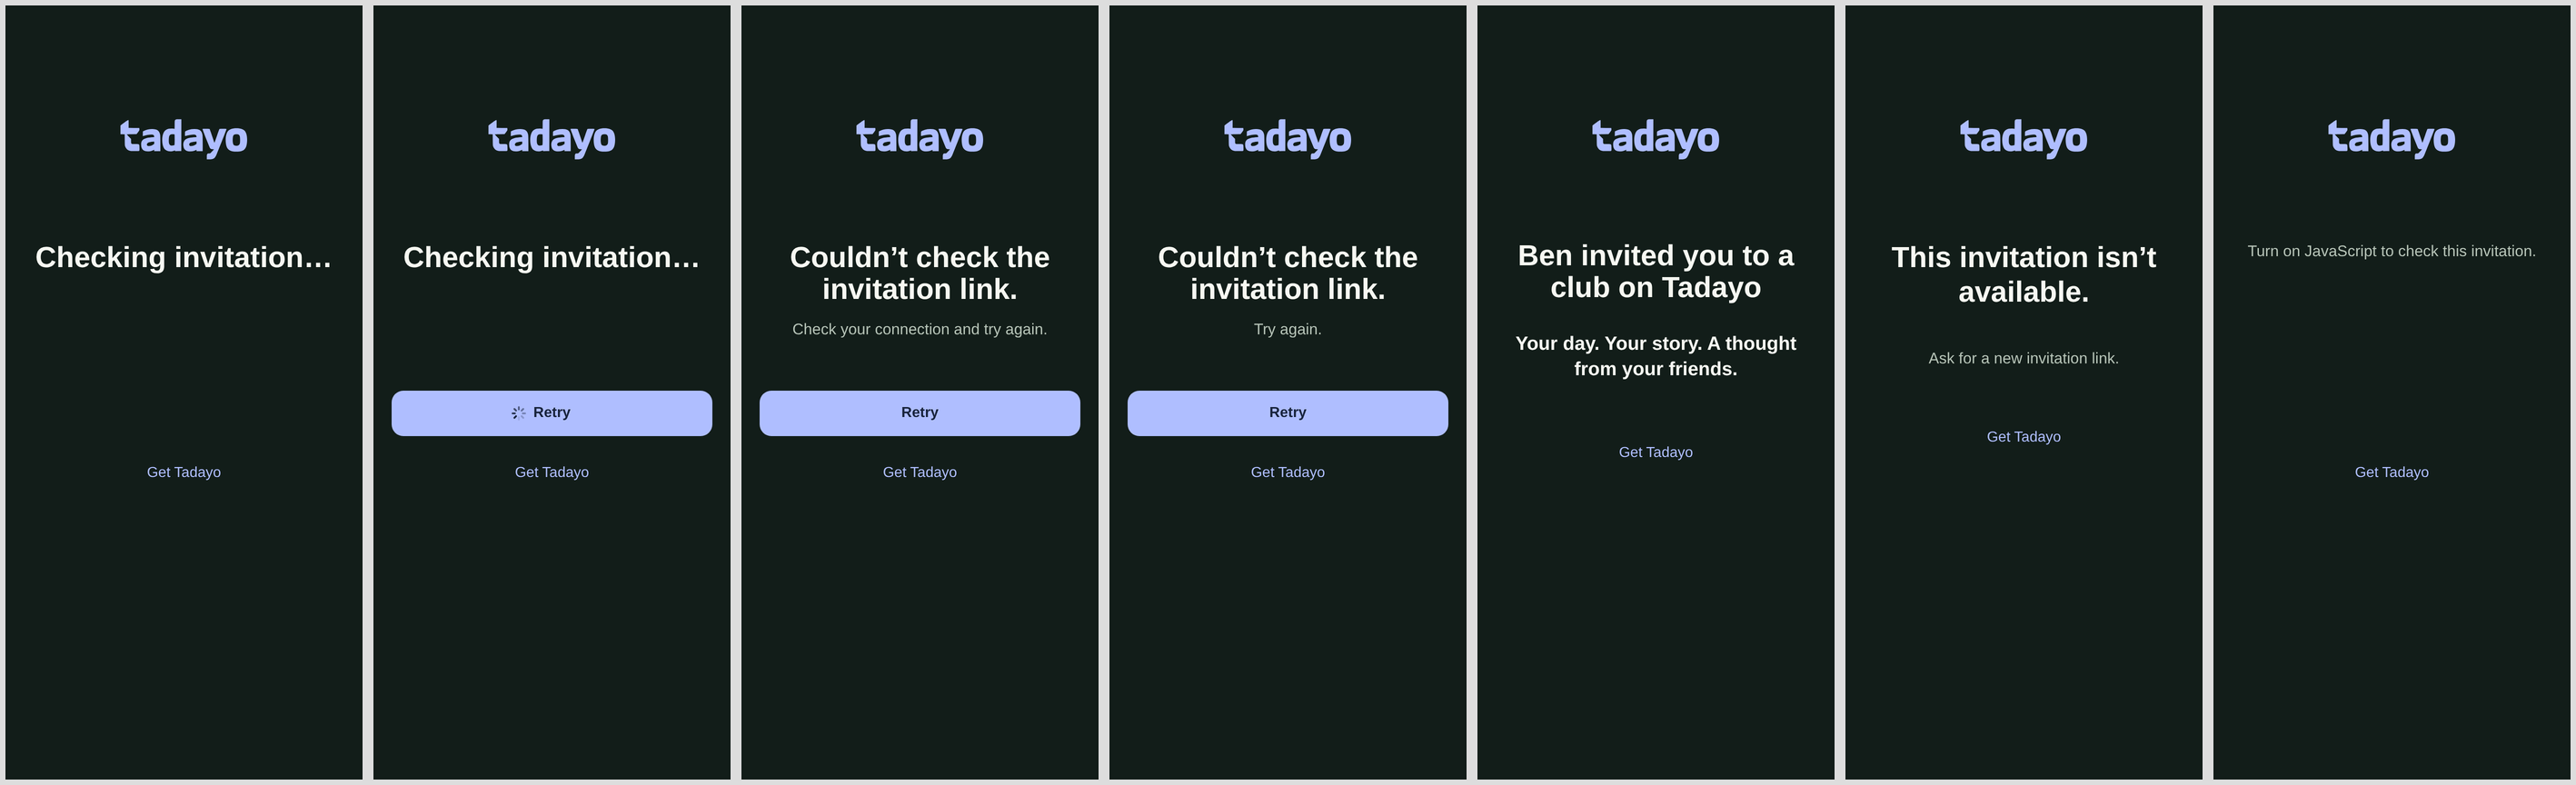 tadayo
Checking invitation…
Get Tadayo
tadayo
Checking invitation…
Retry
Get Tadayo
tadayo
Couldn’t check the
invitation link.
Check your connection and try again.
Retry
Get Tadayo
tadayo
Couldn’t check the
invitation link.
Try again.
Retry
Get Tadayo
tadayo
Ben invited you to a
club on Tadayo
Your day. Your story. A thought
from your friends.
Get Tadayo
tadayo
This invitation isn’t
available.
Ask for a new invitation link.
Get Tadayo
tadayo
Turn on JavaScript to check this invitation.
Get Tadayo